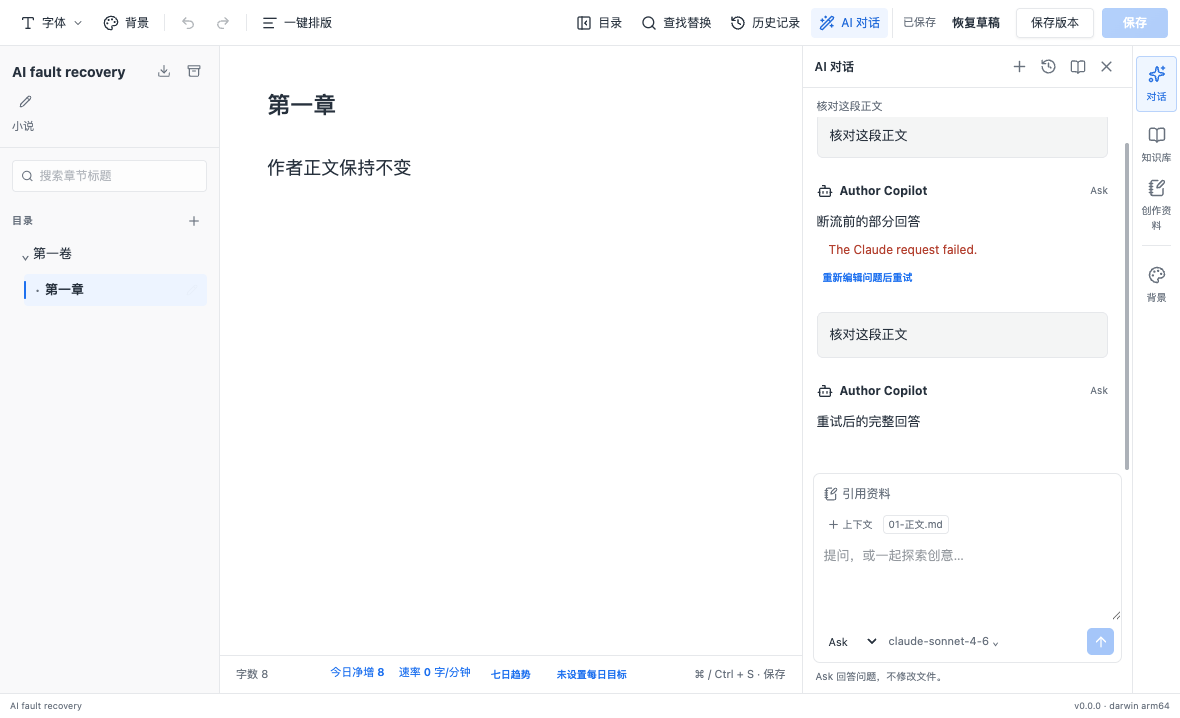 字体
背景
一键排版
目录
查找替换
历史记录
AI 对话
已保存
恢复草稿
保存版本
保存
AI fault recovery
小说
搜索章节标题
目录
第一卷
· 第一章
第一章
作者正文保持不变
字数 8
今日净增 8
速率 0 字/分钟
七日趋势
未设置每日目标
⌘ / Ctrl + S · 保存
AI 对话
核对这段正文
核对这段正文
Author Copilot
Ask
断流前的部分回答
The Claude request failed.
重新编辑问题后重试
核对这段正文
Author Copilot
Ask
重试后的完整回答
引用资料
上下文
01-正文.md
提问，或一起探索创意...
Ask
claude-sonnet-4-6
Ask 回答问题，不修改文件。
对话
知识库
创作资
料
背景
AI fault recovery
v0.0.0 · darwin arm64